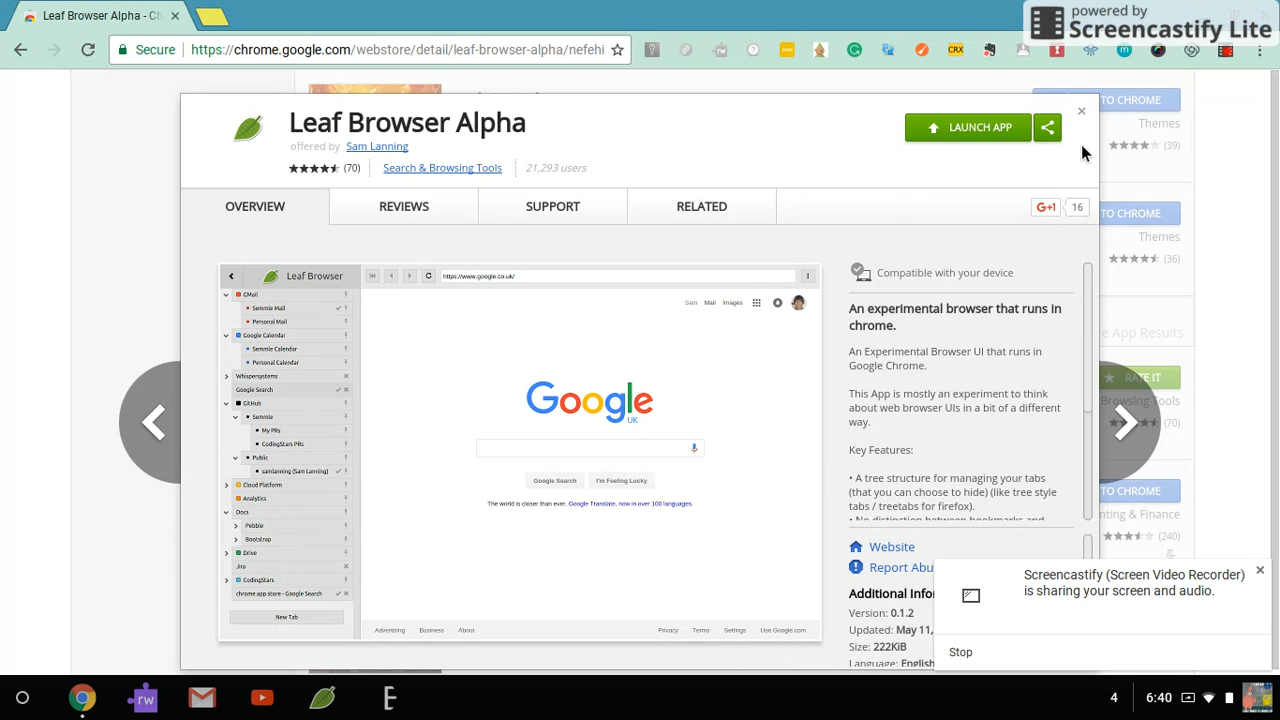 Leaf Browser Alpha - Ch
powered by
Screencastify Lite
Secure
https://chrome.google.com/webstore/detail/leaf-browser-alpha/nefehi
CRX
Leaf Browser Alpha
offered by Sam Lanning
(70)
Search & Browsing Tools
21,293 users
LAUNCH APP
TO CHROME
Themes
(39)
OVERVIEW
REVIEWS
SUPPORT
RELATED
G+1
16
TO CHROME
Themes
(36)
Leaf Browser
https://www.google.co.uk/
GMail
Semmle Mail
Personal Mail
Google Calendar
Semmle Calendar
Personal Calendar
Whispersystems
Google Search
GitHub
Semmle
My PRs
CodingStars PRs
Public
samlanning (Sam Lanning)
Cloud Platform
Analytics
Docs
Pebble
Bootstrap
Drive
Jira
CodingStars
chrome app store - Google Search
New Tab
Sam
Mail
Images
Google
UK
Google Search
I'm Feeling Lucky
The world is closer than ever. Google Translate, now in over 100 languages.
Advertising
Business
About
Privacy
Terms
Settings
Use Google.com
Compatible with your device
An experimental browser that runs in
chrome.
An Experimental Browser UI that runs in
Google Chrome.
This App is mostly an experiment to think
about web browser UIs in a bit of a different
way.
Key Features:
• A tree structure for managing your tabs
(that you can choose to hide) (like tree style
tabs / treetabs for firefox).
• No distinction between bookmarks and
Website
Report Abu
Additional Infor
Version: 0.1.2
Updated: May 11,
Size: 222KiB
Language: English
e App Results
RATE IT
Browsing Tools
(70)
TO CHROME
nting & Finance
(240)
Screencastify (Screen Video Recorder)
is sharing your screen and audio.
Stop
rw
E
4
6:40